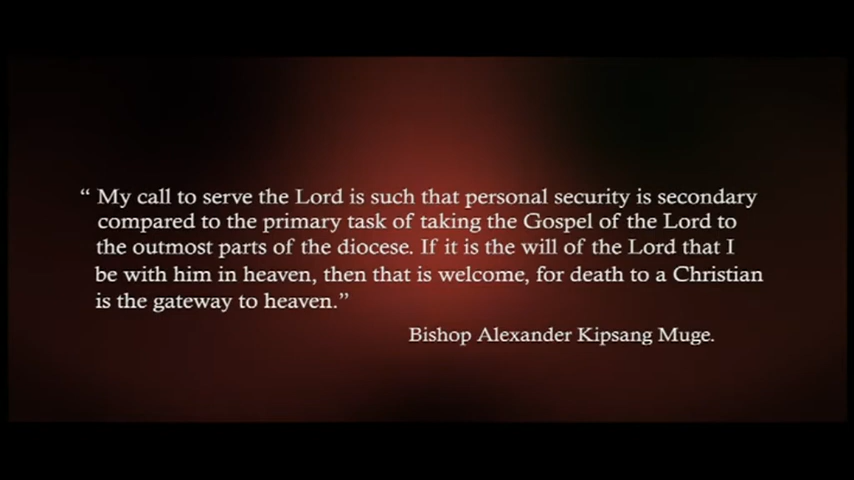 “ My call to serve the Lord is such that personal security is secondary
compared to the primary task of taking the Gospel of the Lord to
the outmost parts of the diocese. If it is the will of the Lord that I
be with him in heaven, then that is welcome, for death to a Christian
is the gateway to heaven.”
Bishop Alexander Kipsang Muge.